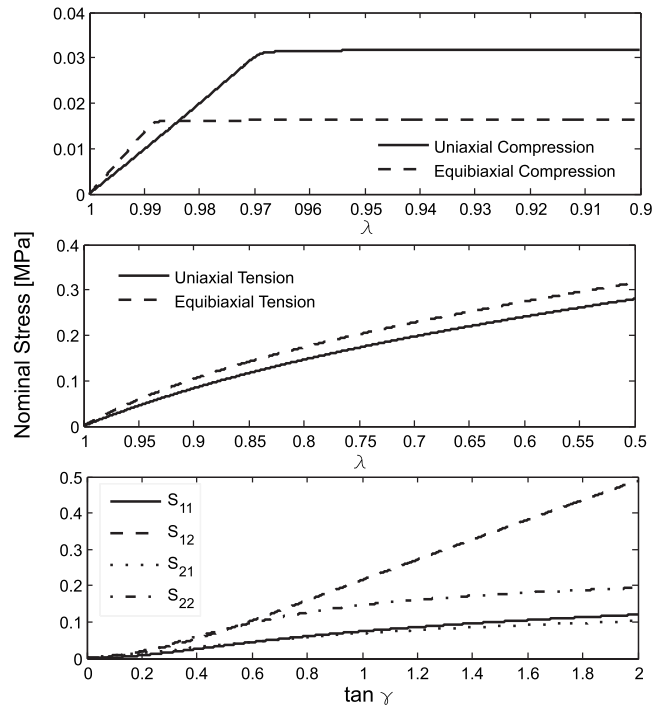 0.04
0.03
0.02
0.01
0
Uniaxial Compression
Equibiaxial Compression
1 0.99 0.98 0.97 096 0.95 0.94 0.93 0.92 0.91 0.9
λ
Nominal Stress [MPa]
0.4
0.3
0.2
0.1
0
Uniaxial Tension
Equibiaxial Tension
1 0.95 0.9 0.85 0.8 0.75 0.7 0.65 0.6 0.55 0.5
λ
0.5
0.4
0.3
0.2
0.1
0
S11
S12
S21
S22
0 0.2 0.4 0.6 0.8 1 1.2 1.4 1.6 1.8 2
tan γ